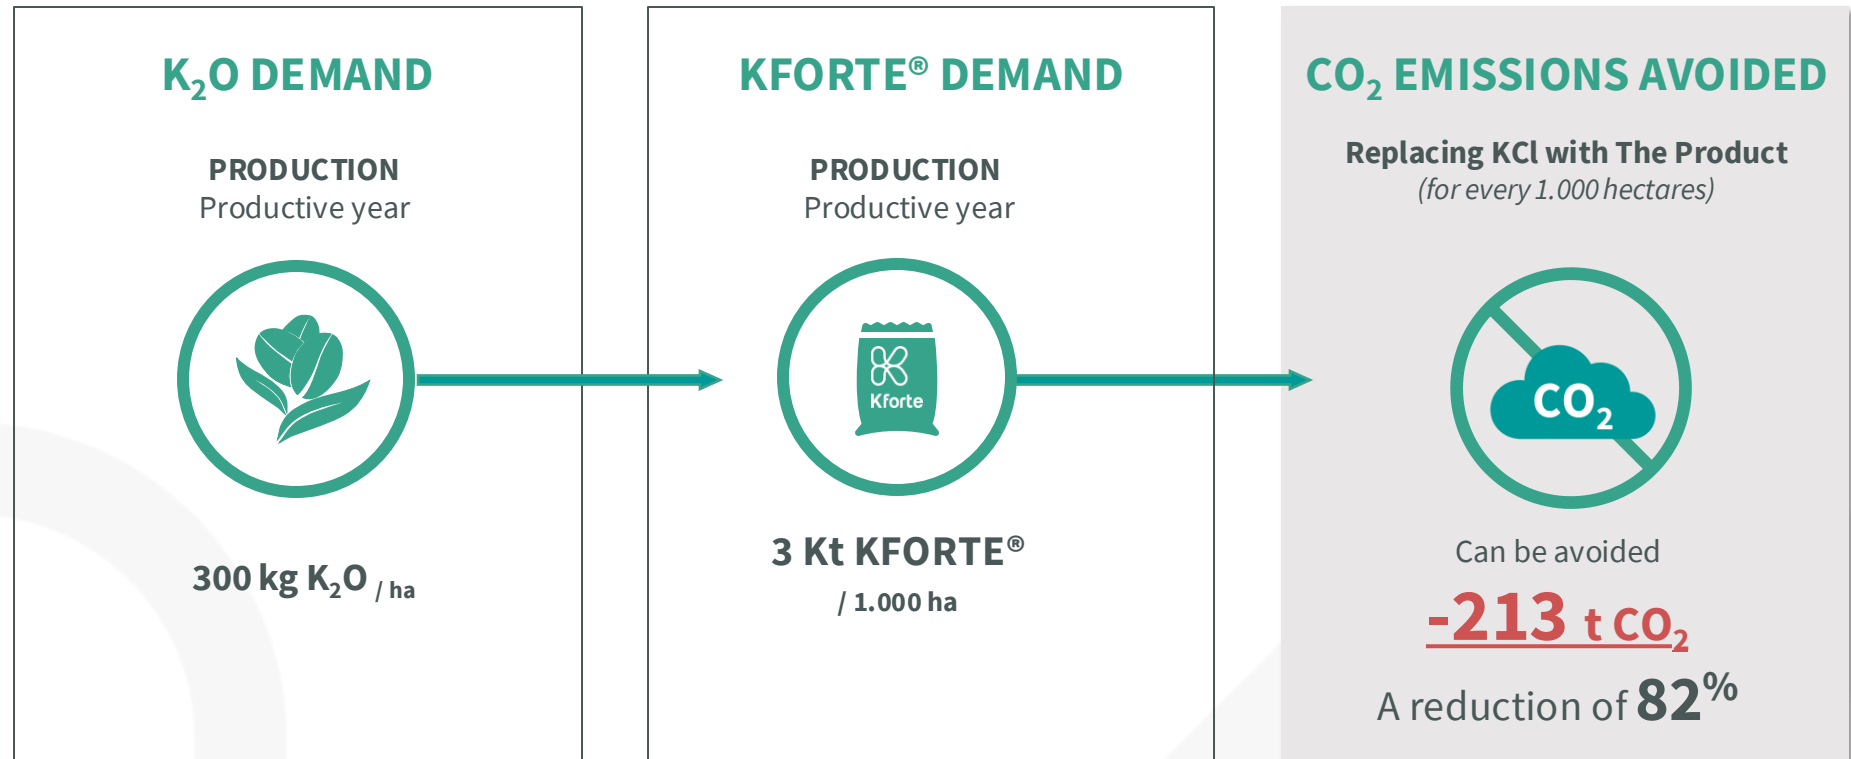 K₂O DEMAND
PRODUCTION
Productive year
300 kg K₂O / ha
KFORTE® DEMAND
PRODUCTION
Productive year
Kforte
3 Kt KFORTE®
/ 1.000 ha
CO₂ EMISSIONS AVOIDED
Replacing KCl with The Product
(for every 1.000 hectares)
CO₂
Can be avoided
-213 t CO₂
A reduction of 82%